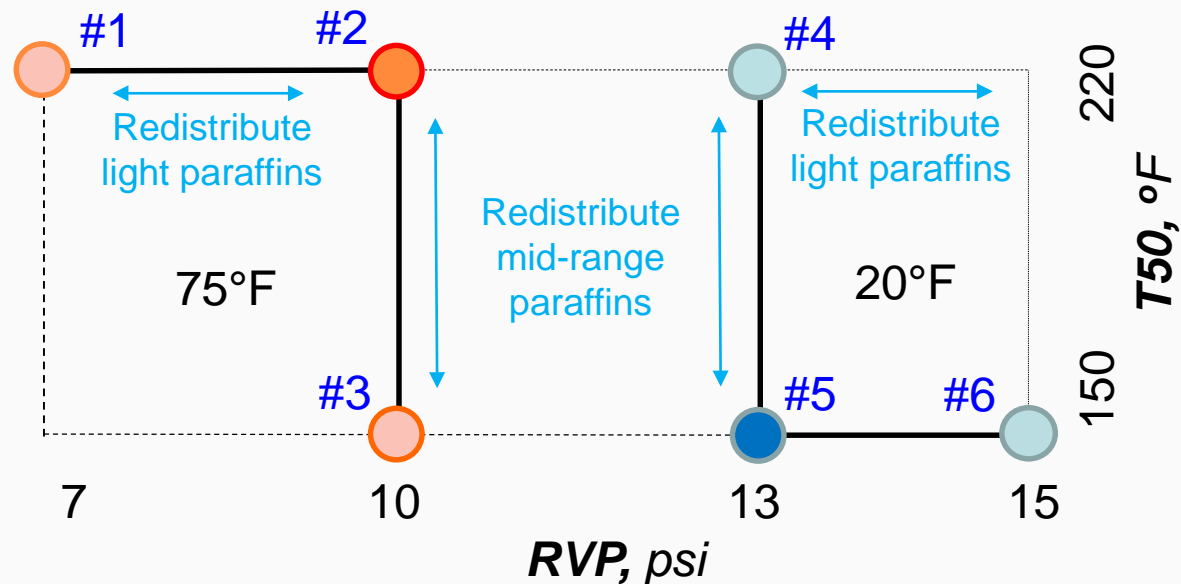 #1
#2
#4
Redistribute
light paraffins
Redistribute
light paraffins
220
Redistribute
mid-range
paraffins
75°F
20°F
T50, ºF
#3
#5
#6
150
7
10
13
15
RVP, psi